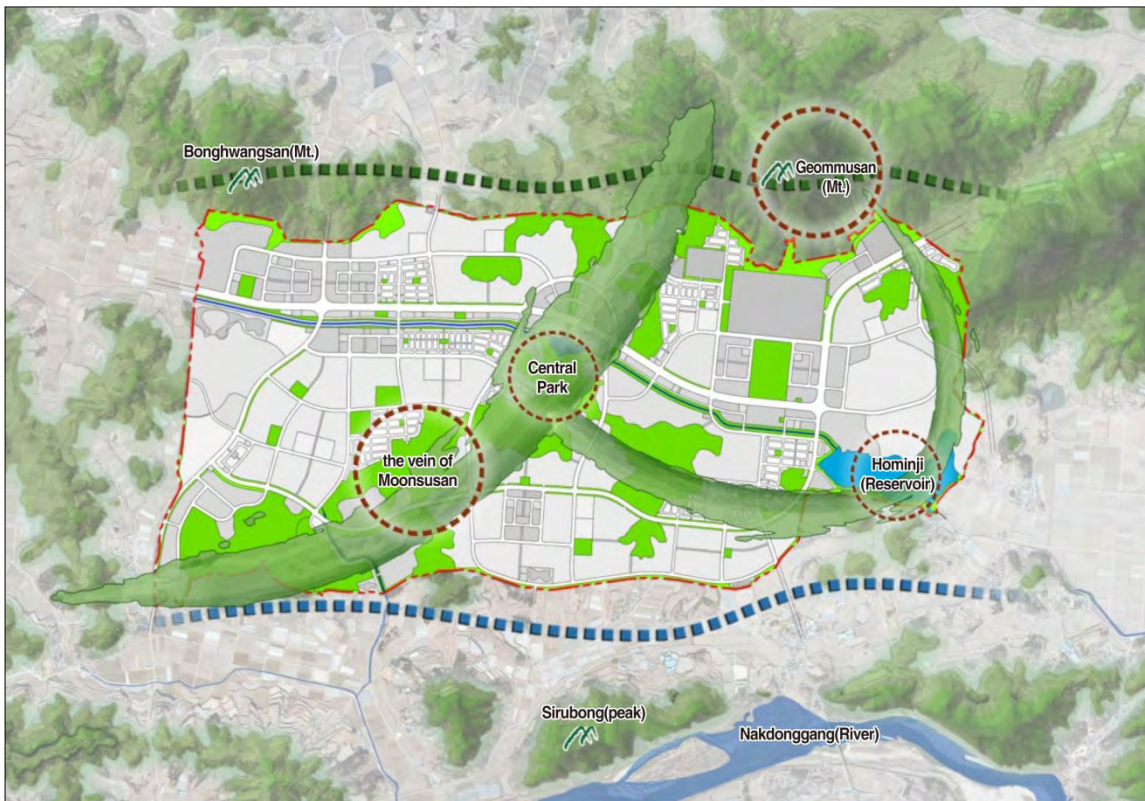 Bonghwangsan(Mt.)
Geommusan
(Mt.)
Central
Park
the vein of
Moonsusan
Hominji
(Reservoir)
Sirubong(peak)
Nakdonggang(River)